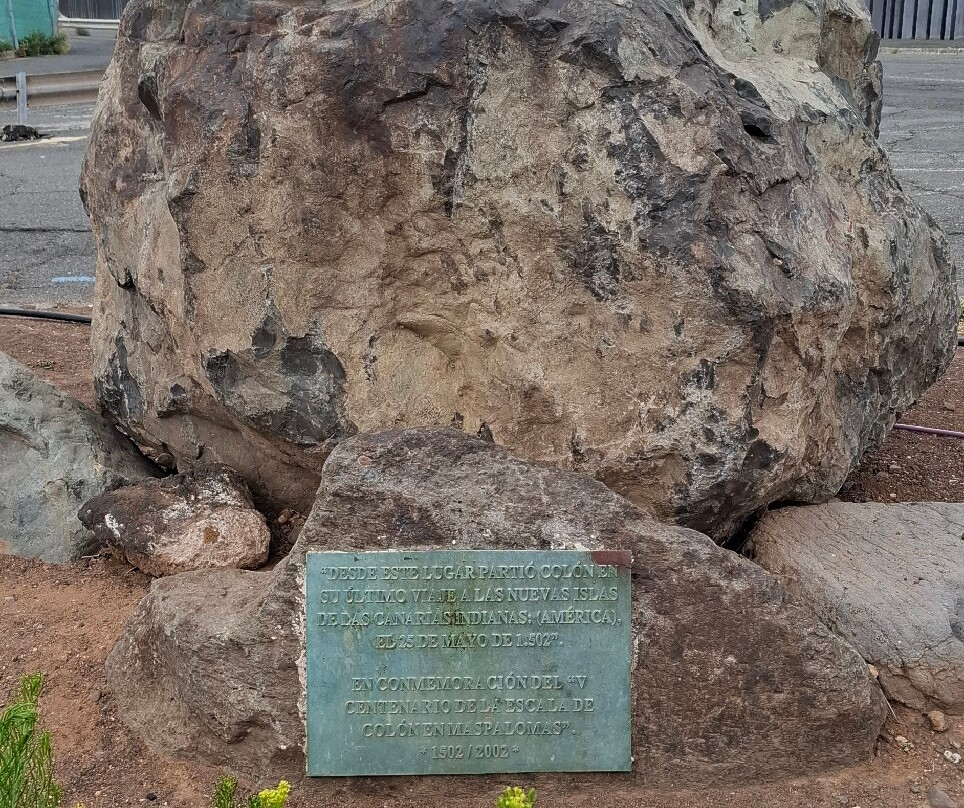 "DESDE ESTE LUGAR PARTIÓ COLÓN EN
SU ÚLTIMO VIAJE A LAS NUEVAS ISLAS
DE LAS CANARIAS INDIANAS: (AMÉRICA),
EL 25 DE MAYO DE 1.502".
EN CONMEMORACIÓN DEL "V
CENTENARIO DE LA ESCALA DE
COLÓN EN MASPALOMAS".
* 1502 / 2002 *